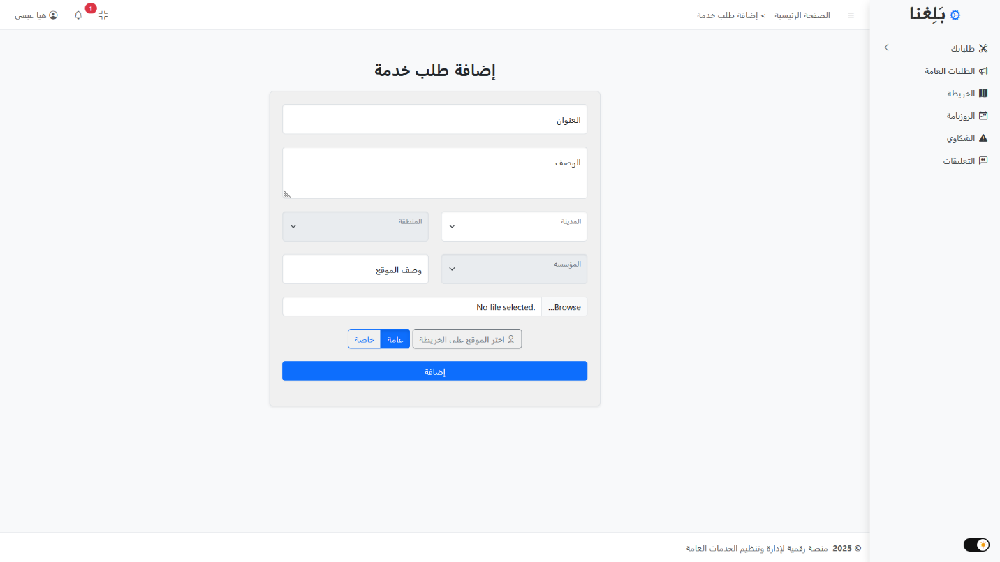 بَلِغْنا
الصفحة الرئيسية > إضافة طلب خدمة
1
هيا عيسى
طلباتك
الطلبات العامة
الخريطة
الروزنامة
الشكاوي
التعليقات
إضافة طلب خدمة
العنوان
الوصف
المدينة
المنطقة
المؤسسة
وصف الموقع
Browse... No file selected.
اختر الموقع على الخريطة
عامة
خاصة
إضافة
© 2025 منصة رقمية لإدارة وتنظيم الخدمات العامة